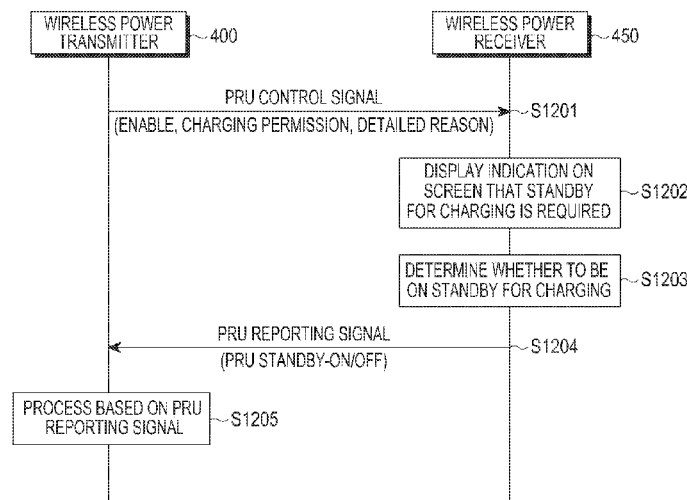 WIRELESS POWER
TRANSMITTER
400
WIRELESS POWER
RECEIVER
450
PRU CONTROL SIGNAL
(ENABLE, CHARGING PERMISSION, DETAILED REASON)
S1201
DISPLAY INDICATION ON
SCREEN THAT STANDBY
FOR CHARGING IS REQUIRED
S1202
DETERMINE WHETHER TO BE
ON STANDBY FOR CHARGING
S1203
PRU REPORTING SIGNAL
(PRU STANDBY-ON/OFF)
S1204
PROCESS BASED ON PRU
REPORTING SIGNAL
S1205